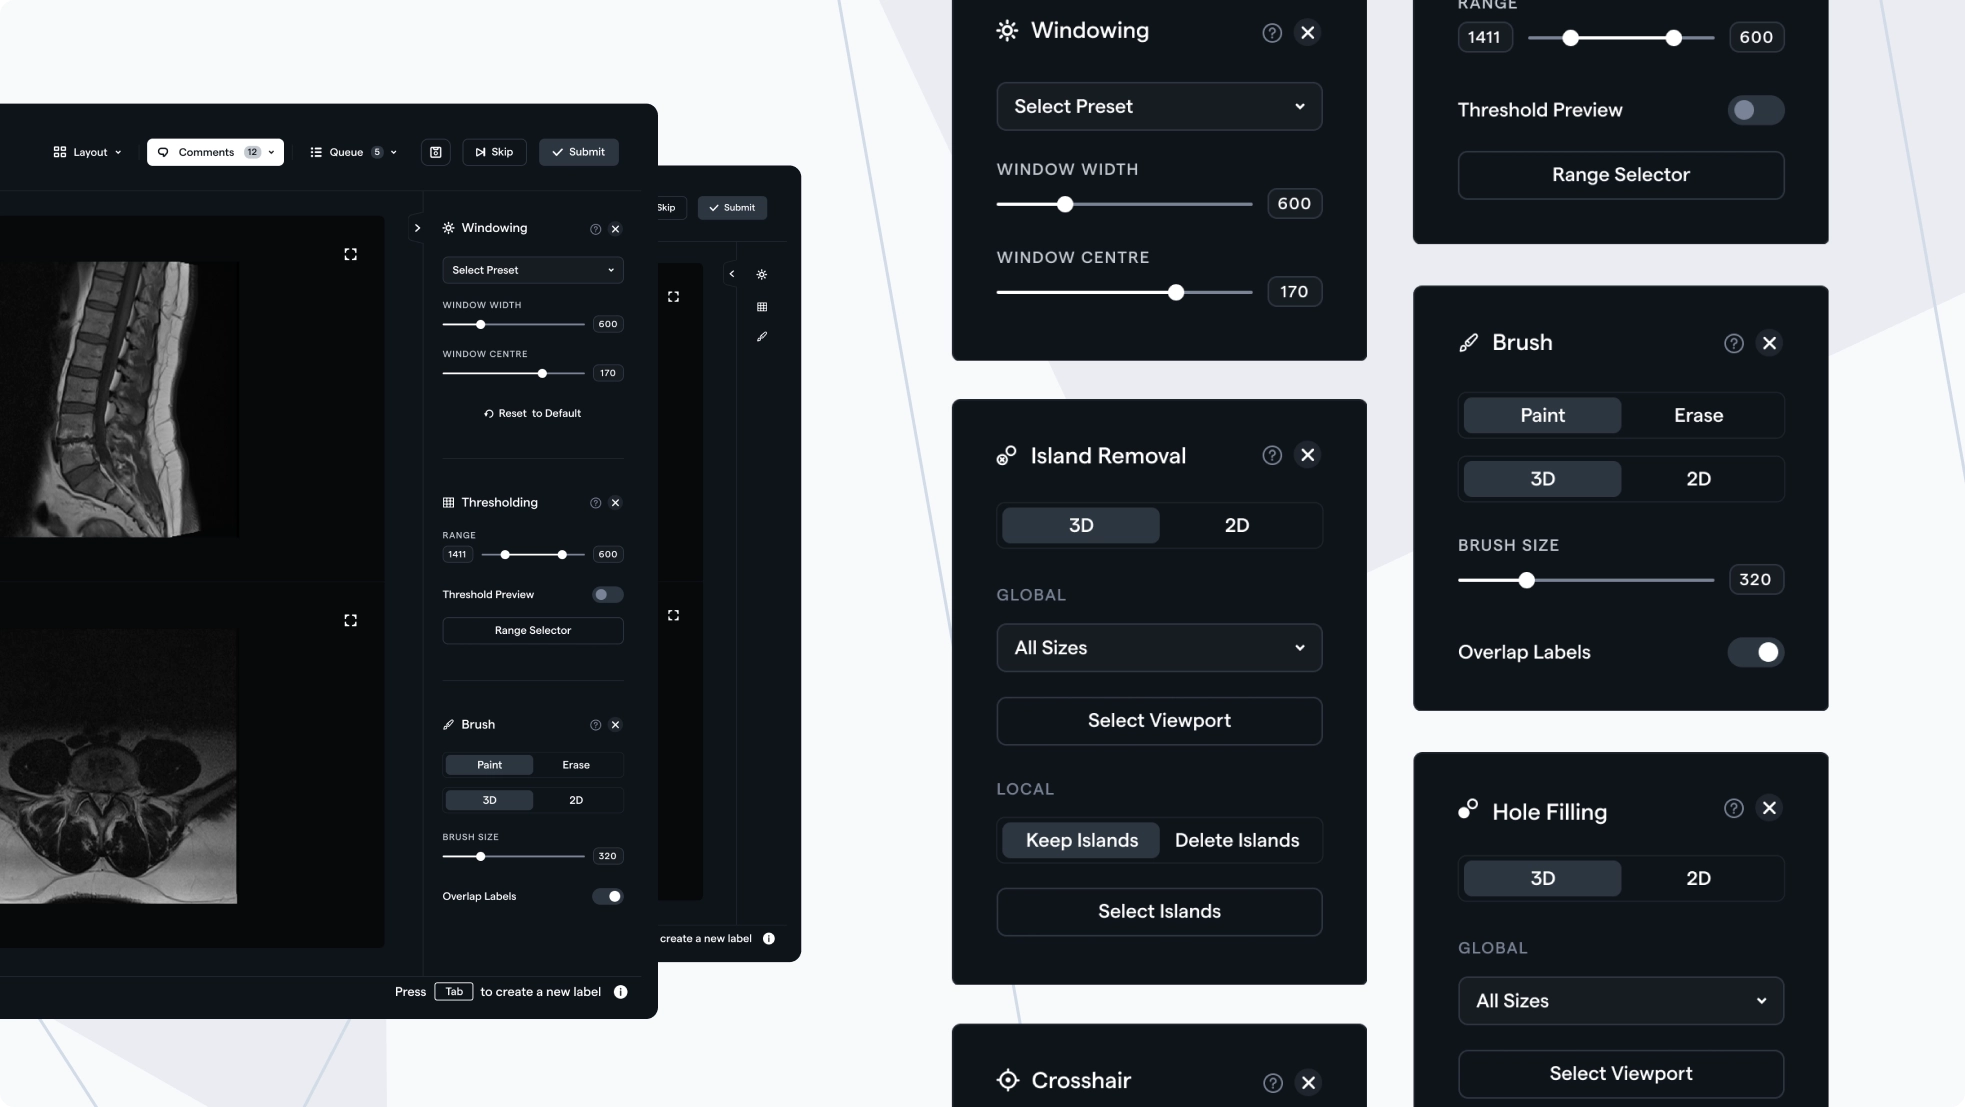 Layout
Comments 12
Queue 5
Skip
Submit
Windowing
Select Preset
WINDOW WIDTH
600
WINDOW CENTRE
170
Reset to Default
Thresholding
RANGE
1411
600
Threshold Preview
Range Selector
Brush
Paint
Erase
3D
2D
BRUSH SIZE
320
Overlap Labels
Press Tab to create a new label
Skip
Submit
create a new label
Windowing
Select Preset
WINDOW WIDTH
600
WINDOW CENTRE
170
Island Removal
3D
2D
GLOBAL
All Sizes
Select Viewport
LOCAL
Keep Islands
Delete Islands
Select Islands
Crosshair
RANGE
1411
600
Threshold Preview
Range Selector
Brush
Paint
Erase
3D
2D
BRUSH SIZE
320
Overlap Labels
Hole Filling
3D
2D
GLOBAL
All Sizes
Select Viewport